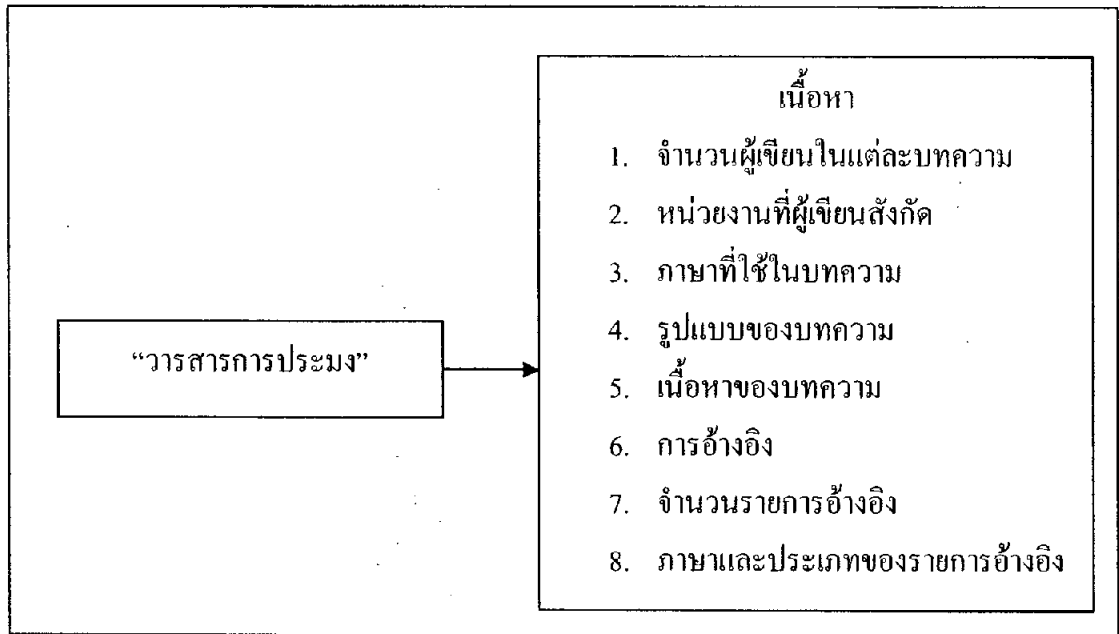 เนื้อหา
1. จำนวนผู้เขียนในแต่ละบทความ
2. หน่วยงานที่ผู้เขียนสังกัด
3. ภาษาที่ใช้ในบทความ
4. รูปแบบของบทความ
“วารสารการประมง”
5. เนื้อหาของบทความ
6. การอ้างอิง
7. จำนวนรายการอ้างอิง
8. ภาษาและประเภทของรายการอ้างอิง